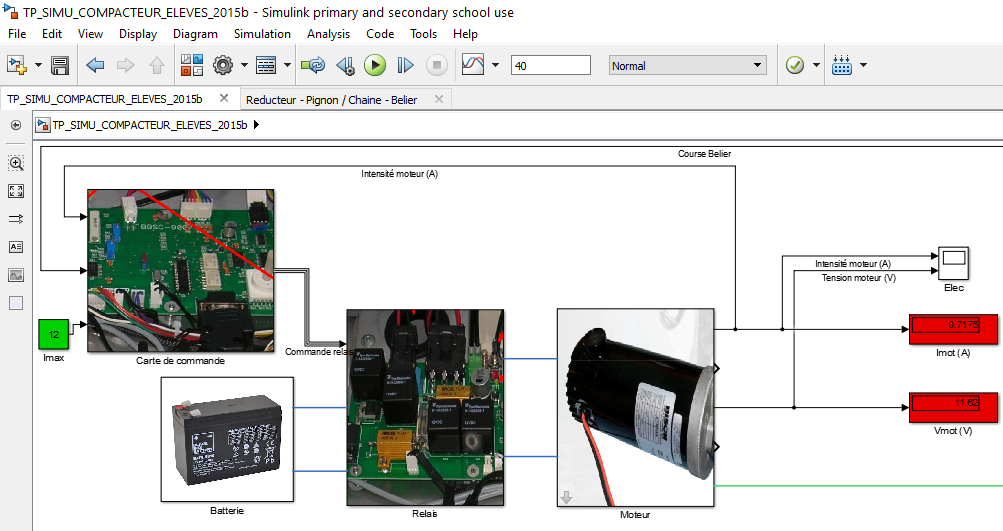 TP_SIMU_COMPACTEUR_ELEVES_2015b - Simulink primary and secondary school use
File Edit View Display Diagram Simulation Analysis Code Tools Help
40 Normal
TP_SIMU_COMPACTEUR_ELEVES_2015b Reducteur - Pignon / Chaine - Belier
TP_SIMU_COMPACTEUR_ELEVES_2015b
Course Belier
Intensité moteur (A)
Intensité moteur (A)
Tension moteur (V)
Elec
12
Imax
Carte de commande
Commande relais
0.7175
Imot (A)
11.62
Vmot (V)
Batterie
Relais
Moteur